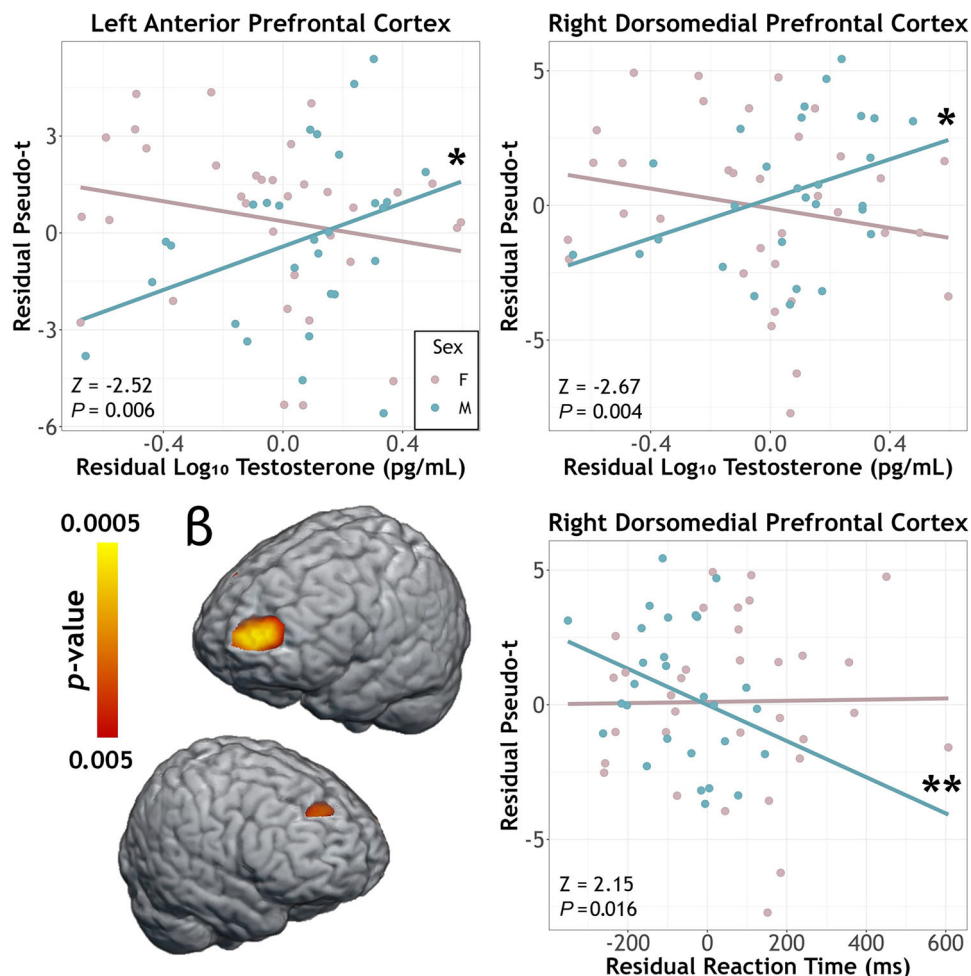 Left Anterior Prefrontal Cortex
Residual Pseudo-t
3
0
-3
-6
-0.4
0.0
0.4
Residual Log₁₀ Testosterone (pg/mL)
*
Z = -2.52
P = 0.006
Sex
F
M
Right Dorsomedial Prefrontal Cortex
Residual Pseudo-t
5
0
-5
-0.4
0.0
0.4
Residual Log₁₀ Testosterone (pg/mL)
*
Z = -2.67
P = 0.004
0.0005
p-value
0.005
β
Right Dorsomedial Prefrontal Cortex
Residual Pseudo-t
5
0
-5
-200
0
200
400
600
Residual Reaction Time (ms)
**
Z = 2.15
P = 0.016